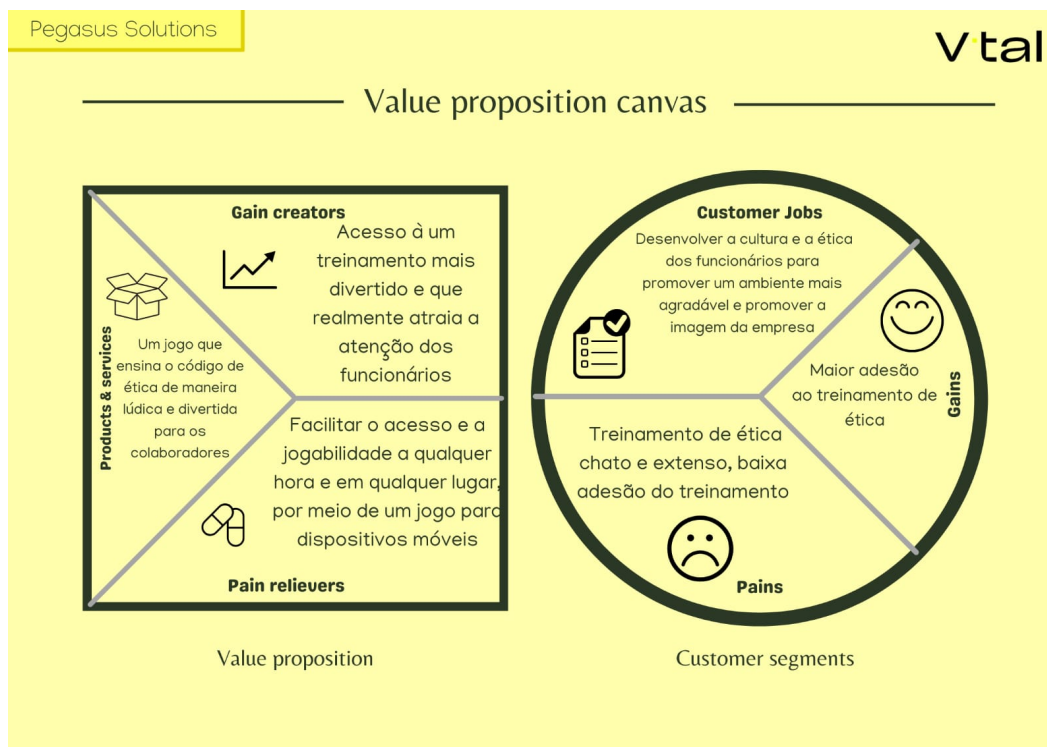 Pegasus Solutions
V·tal
Value proposition canvas
Gain creators
Acesso à um
treinamento mais
divertido e que
realmente atraia a
atenção dos
funcionários
Products & services
Um jogo que
ensina o código de
ética de maneira
lúdica e divertida
para os
colaboradores
Facilitar o acesso e a
jogabilidade a qualquer
hora e em qualquer lugar,
por meio de um jogo para
dispositivos móveis
Pain relievers
Value proposition
Customer Jobs
Desenvolver a cultura e a ética
dos funcionários para
promover um ambiente mais
agradável e promover a
imagem da empresa
Maior adesão
ao treinamento de
ética
Gains
Treinamento de ética
chato e extenso, baixa
adesão do treinamento
Pains
Customer segments